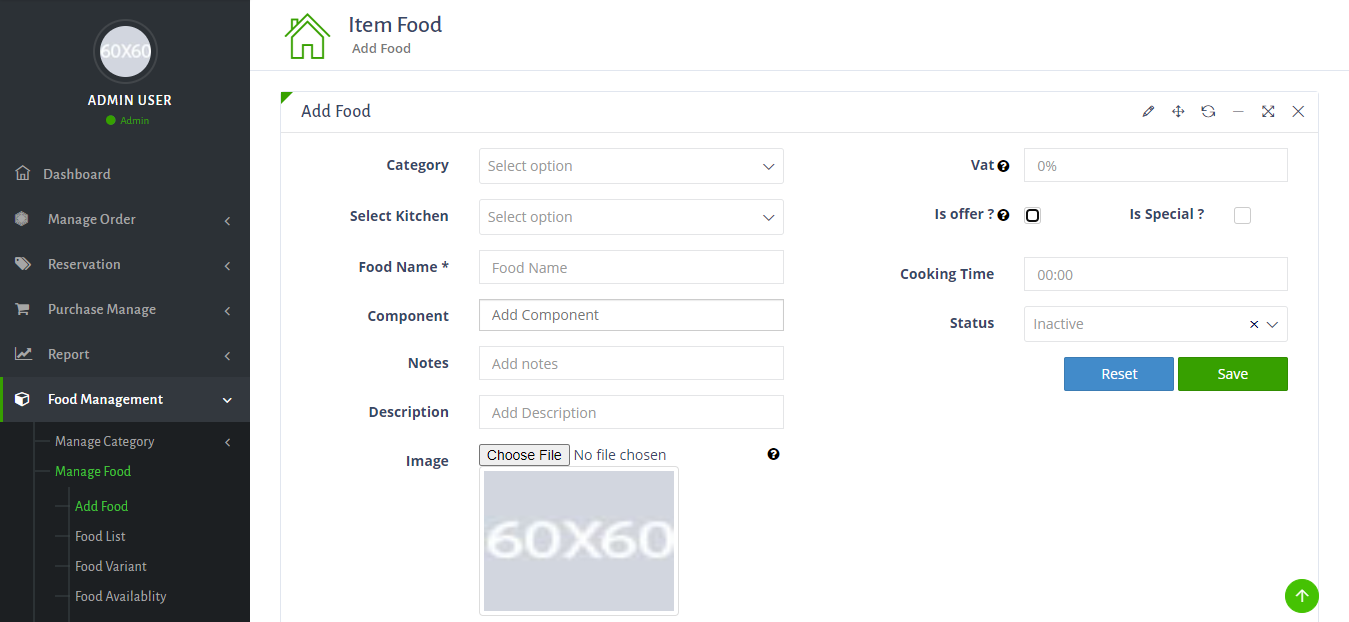 60X60
ADMIN USER
Admin
Dashboard
Manage Order
Reservation
Purchase Manage
Report
Food Management
Manage Category
Manage Food
Add Food
Food List
Food Variant
Food Availablity
Item Food
Add Food
Add Food
Category Select option
Select Kitchen Select option
Food Name * Food Name
Component Add Component
Notes Add notes
Description Add Description
Image Choose File No file chosen
60X60
Vat 0%
Is offer ? Is Special ?
Cooking Time 00:00
Status Inactive
Reset Save